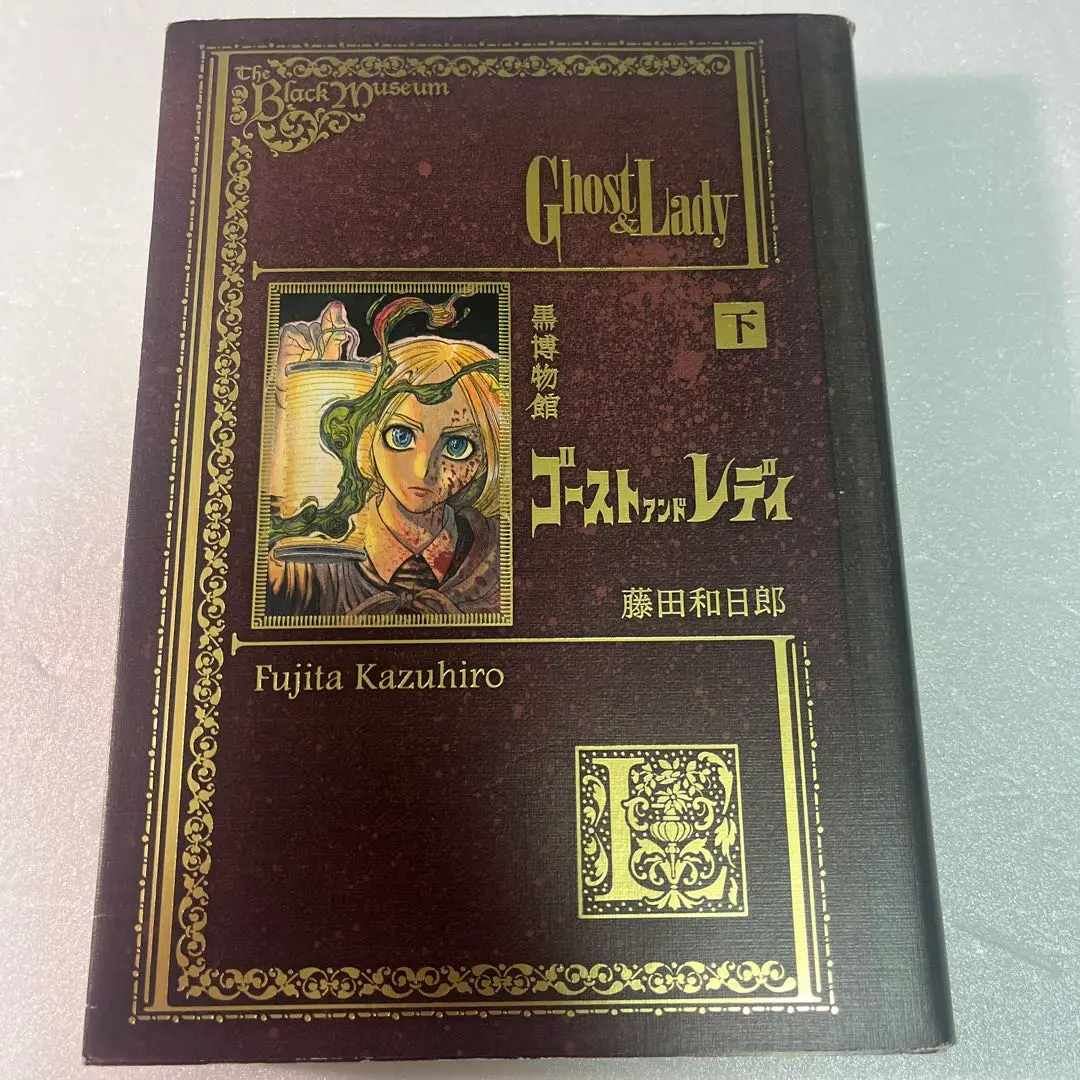 The
Black Museum
Ghost & Lady
下
黒博物館
ゴースト アンド レディ
藤田和日郎
Fujita Kazuhiro
L